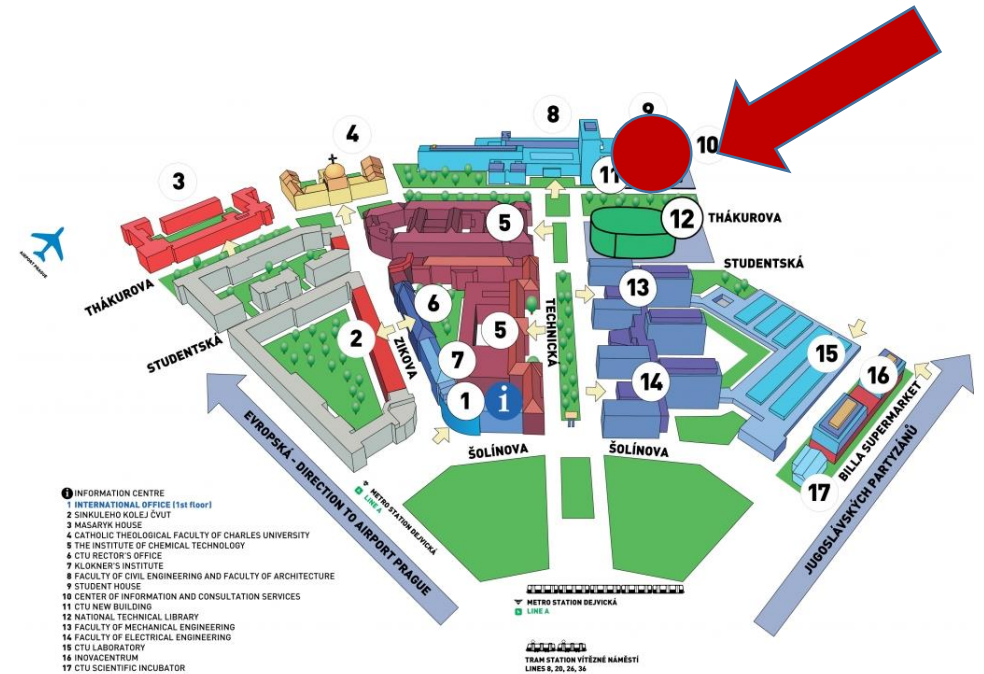 8
9
10
4
3
11
5
12
THÁKUROVA
STUDENTSKÁ
AIRPORT PRAGUE
THÁKUROVA
13
6
TECHNICKÁ
STUDENTSKÁ
2
ZIKOVA
5
15
7
16
14
1
i
BILLA SUPERMARKET
ŠOLÍNOVA
ŠOLÍNOVA
17
EVROPSKÁ - DIRECTION TO AIRPORT PRAGUE
METRO STATION DEJVICKÁ
LINE A
JUGOSLÁVSKÝCH PARTYZÁNŮ
i INFORMATION CENTRE
1 INTERNATIONAL OFFICE (1st floor)
2 SINKULEHO KOLEJ ČVUT
3 MASARYK HOUSE
4 CATHOLIC THEOLOGICAL FACULTY OF CHARLES UNIVERSITY
5 THE INSTITUTE OF CHEMICAL TECHNOLOGY
6 CTU RECTOR'S OFFICE
7 KLOKNER'S INSTITUTE
8 FACULTY OF CIVIL ENGINEERING AND FACULTY OF ARCHITECTURE
9 STUDENT HOUSE
10 CENTER OF INFORMATION AND CONSULTATION SERVICES
11 CTU NEW BUILDING
12 NATIONAL TECHNICAL LIBRARY
13 FACULTY OF MECHANICAL ENGINEERING
14 FACULTY OF ELECTRICAL ENGINEERING
15 CTU LABORATORY
16 INOVACENTRUM
17 CTU SCIENTIFIC INCUBATOR
METRO STATION DEJVICKÁ
LINE A
TRAM STATION VÍTĚZNÉ NÁMĚSTÍ
LINES 8, 20, 26, 36